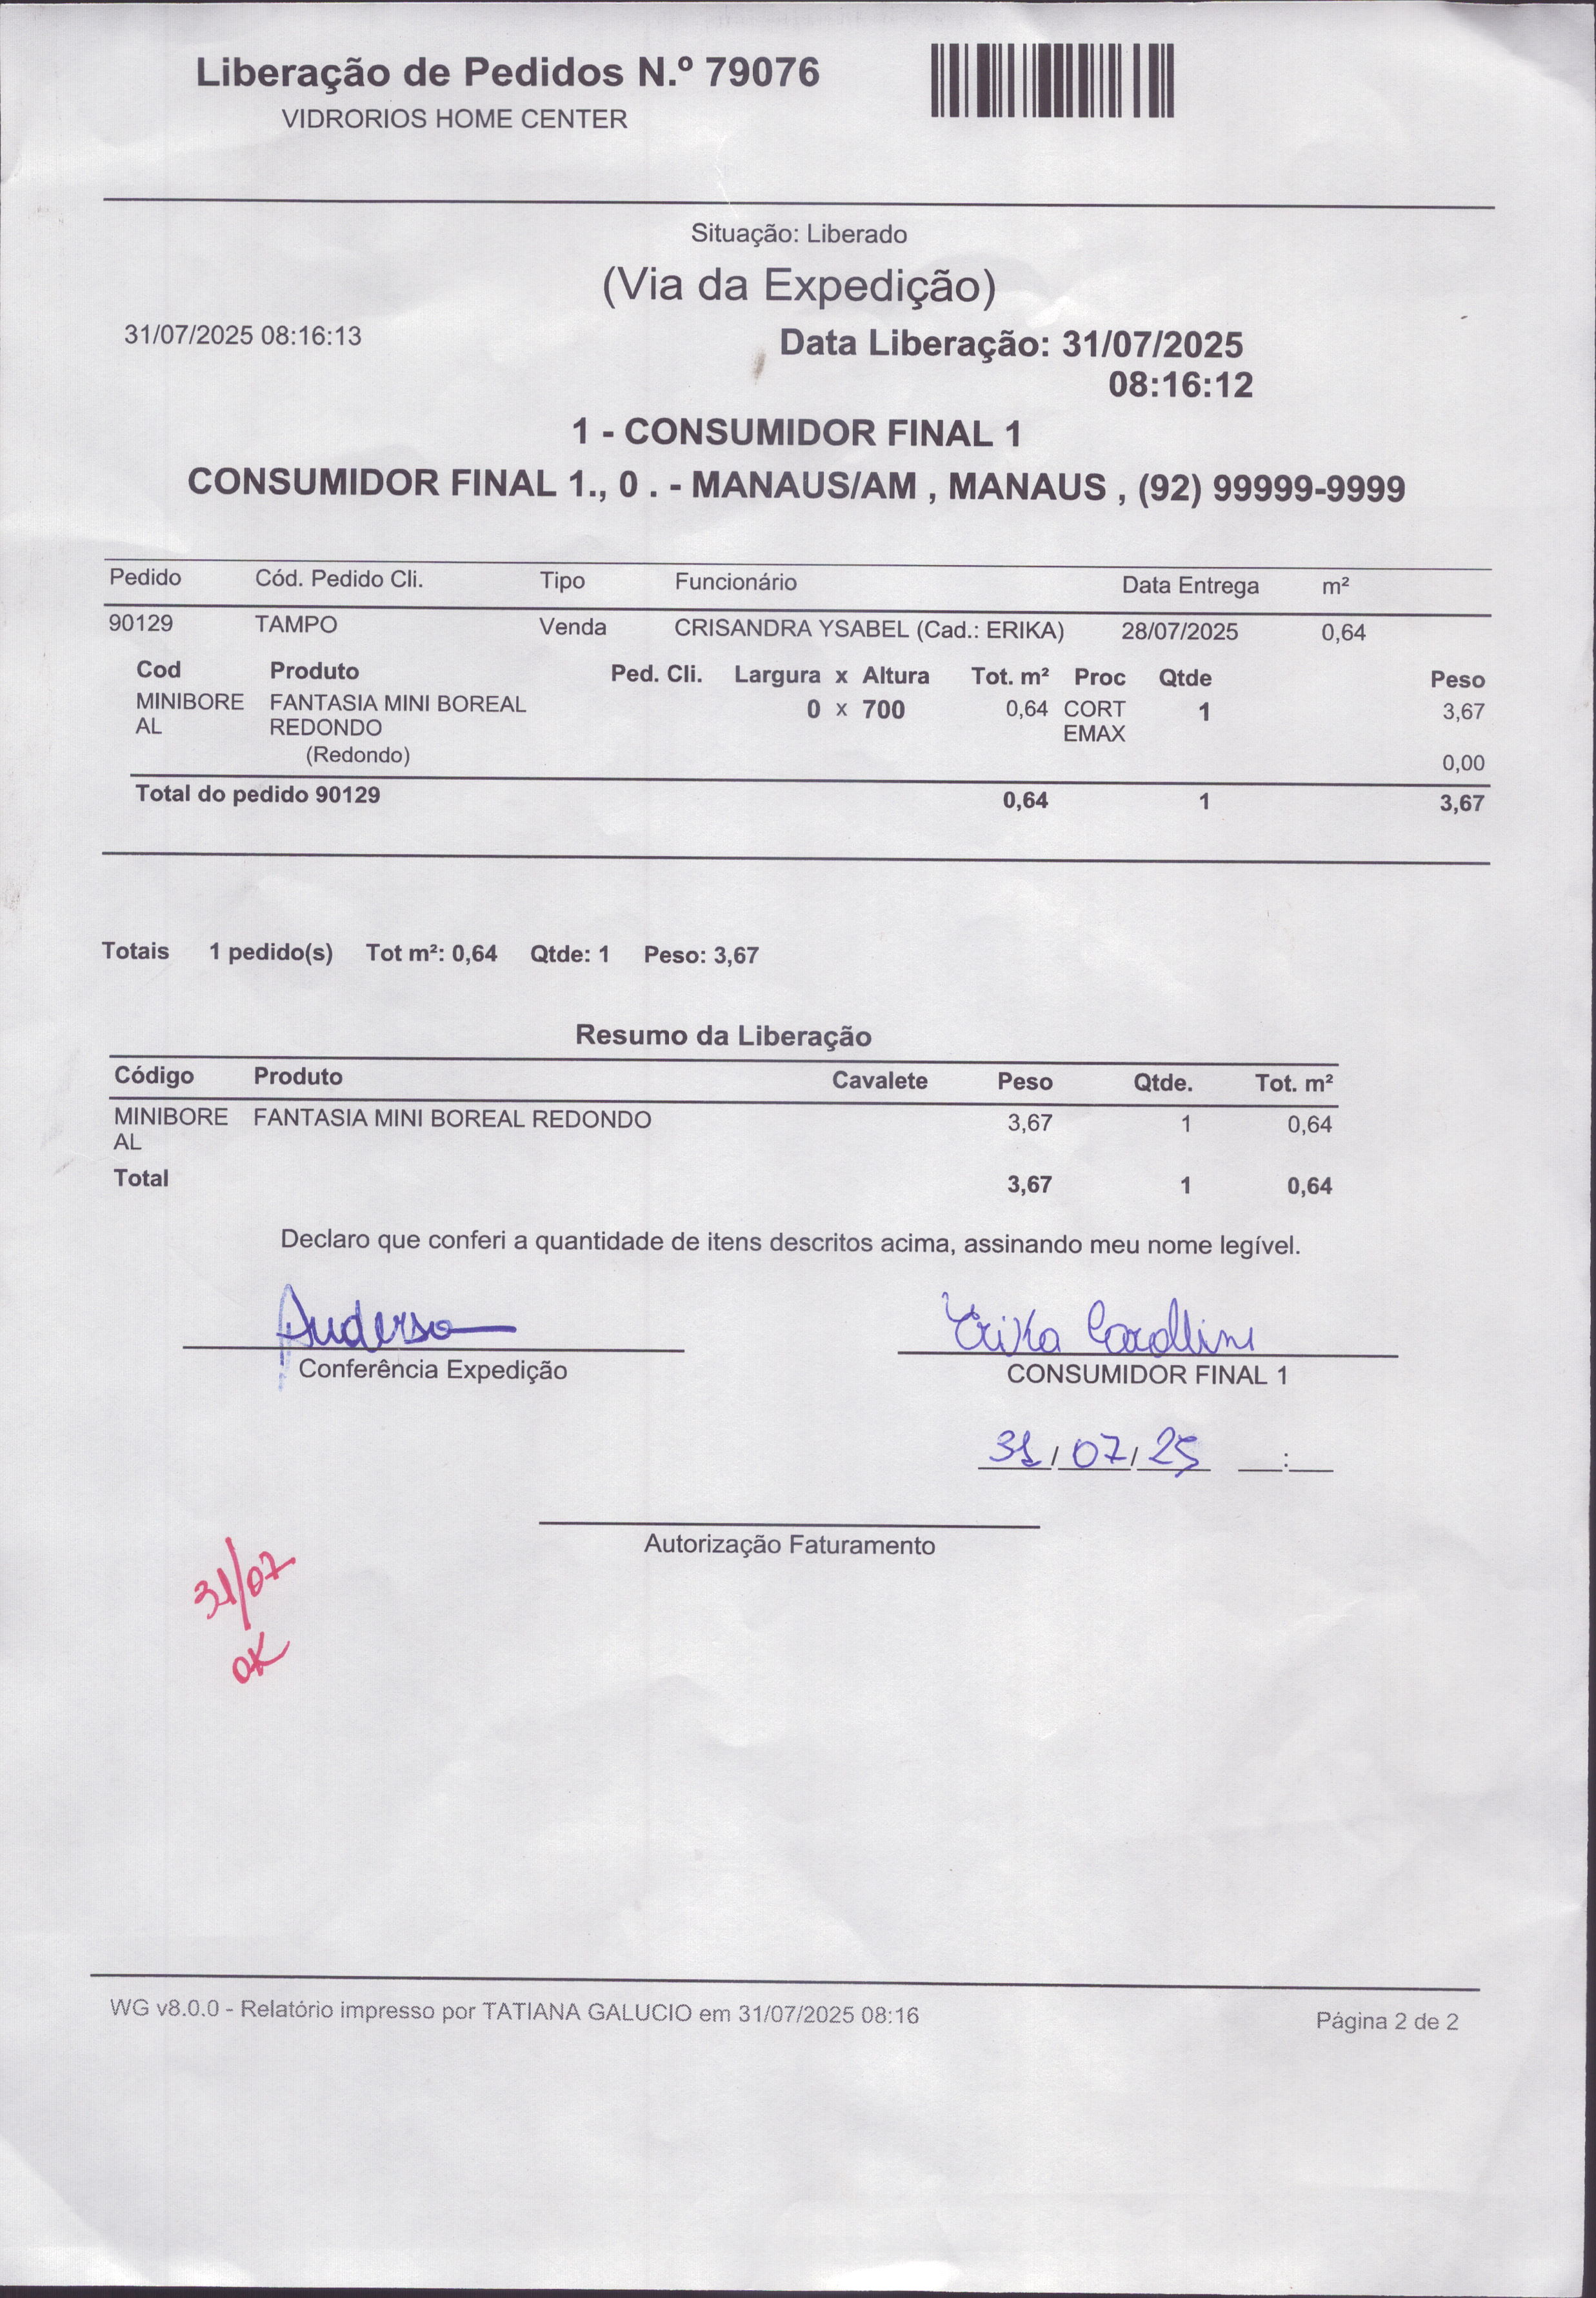 Liberação de Pedidos N.º 79076
VIDRORIOS HOME CENTER
Situação: Liberado
(Via da Expedição)
31/07/2025 08:16:13
Data Liberação: 31/07/2025
08:16:12
1 - CONSUMIDOR FINAL 1
CONSUMIDOR FINAL 1., 0 . - MANAUS/AM , MANAUS , (92) 99999-9999
Pedido Cód. Pedido Cli. Tipo Funcionário Data Entrega m²
90129 TAMPO Venda CRISANDRA YSABEL (Cad.: ERIKA) 28/07/2025 0,64
Cod Produto Ped. Cli. Largura x Altura Tot. m² Proc Qtde Peso
MINIBORE FANTASIA MINI BOREAL 0 x 700 0,64 CORT 1 3,67
AL REDONDO EMAX
(Redondo) 0,00
Total do pedido 90129 0,64 1 3,67
Totais 1 pedido(s) Tot m²: 0,64 Qtde: 1 Peso: 3,67
Resumo da Liberação
Código Produto Cavalete Peso Qtde. Tot. m²
MINIBORE FANTASIA MINI BOREAL REDONDO 3,67 1 0,64
AL
Total 3,67 1 0,64
Declaro que conferi a quantidade de itens descritos acima, assinando meu nome legível.
Anderson Erika Carolline
Conferência Expedição CONSUMIDOR FINAL 1
31/07/25 __:__
Autorização Faturamento
31/07
OK
WG v8.0.0 - Relatório impresso por TATIANA GALUCIO em 31/07/2025 08:16 Página 2 de 2